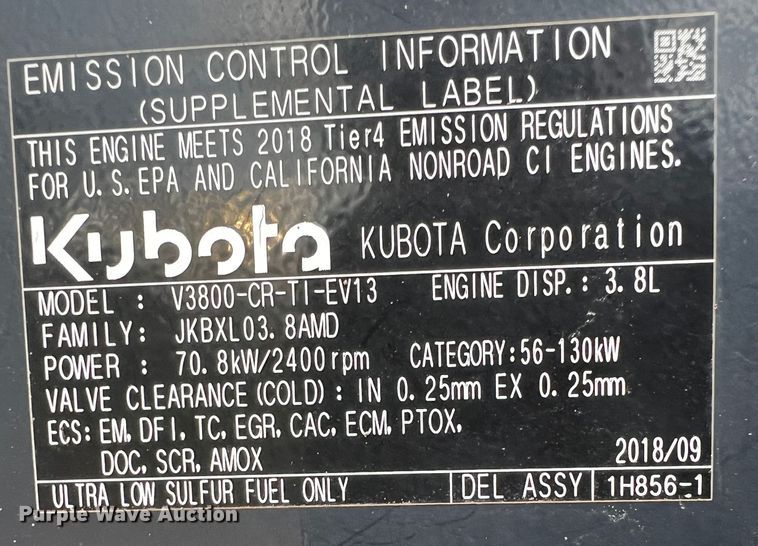 EMISSION CONTROL INFORMATION
(SUPPLEMENTAL LABEL)
THIS ENGINE MEETS 2018 Tier4 EMISSION REGULATIONS
FOR U.S.EPA AND CALIFORNIA NONROAD CI ENGINES.
Kubota KUBOTA Corporation
MODEL : V3800-CR-TI-EV13 ENGINE DISP.: 3.8L
FAMILY: JKBXL03.8AMD
POWER : 70.8kW/2400rpm CATEGORY:56-130kW
VALVE CLEARANCE(COLD): IN 0.25mm EX 0.25mm
ECS: EM, DFI, TC, EGR, CAC, ECM, PTOX,
DOC, SCR, AMOX 2018/09
ULTRA LOW SULFUR FUEL ONLY DEL ASSY 1H856-1
Purple Wave Auction